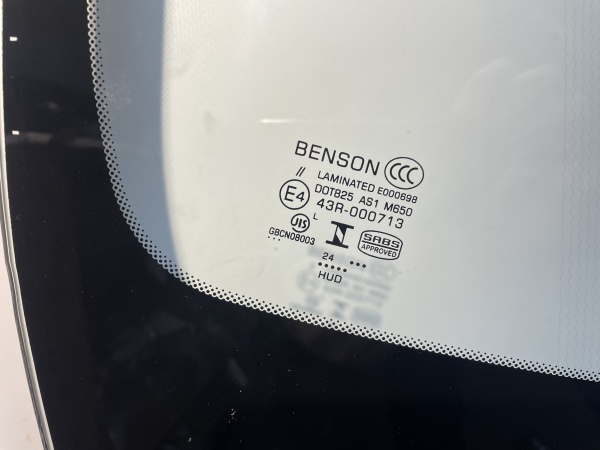 BENSON CCC
// LAMINATED E000698
E4 DOT825 AS1 M650
43R-000713
JIS L SABS
GBCN08003 APPROVED
24
HUD